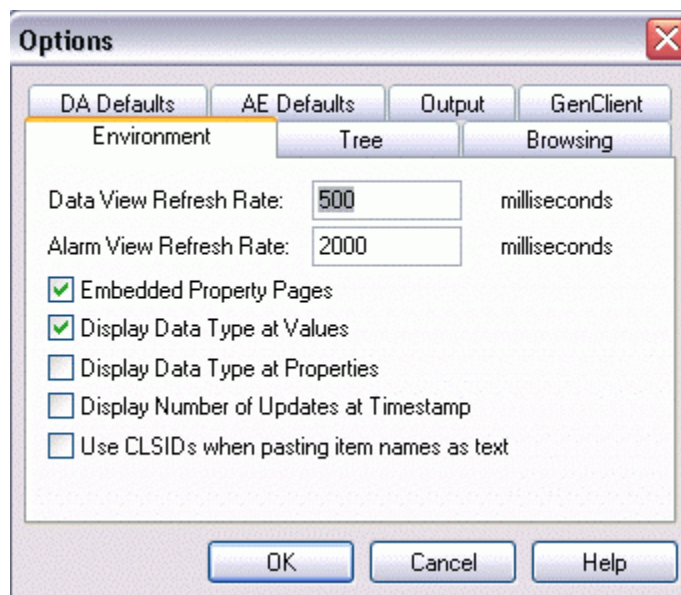 Options
DA Defaults AE Defaults Output GenClient
Environment Tree Browsing
Data View Refresh Rate: 500 milliseconds
Alarm View Refresh Rate: 2000 milliseconds
Embedded Property Pages
Display Data Type at Values
Display Data Type at Properties
Display Number of Updates at Timestamp
Use CLSIDs when pasting item names as text
OK Cancel Help